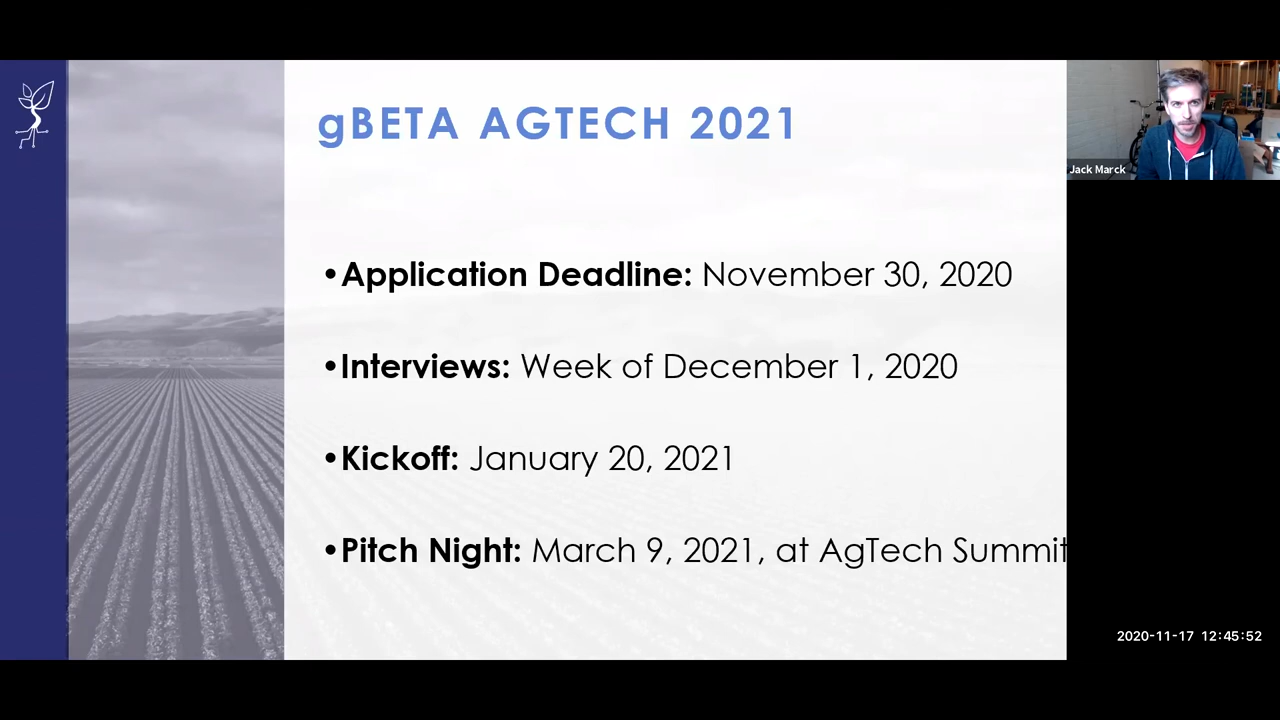 gBETA AGTECH 2021
Jack Marck
•Application Deadline: November 30, 2020
•Interviews: Week of December 1, 2020
•Kickoff: January 20, 2021
•Pitch Night: March 9, 2021, at AgTech Summit
2020-11-17 12:45:52